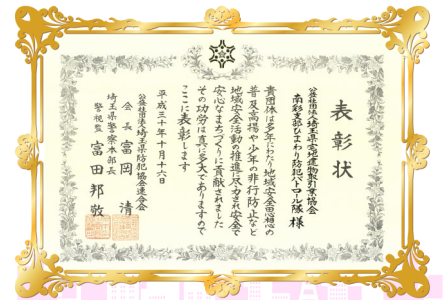 表彰状
公益社団法人埼玉県宅地建物取引業協会
南彩支部ひまわり防犯パトロール隊 様
貴団体は多年にわたり地域安全思想の
普及高揚や少年の非行防止など
地域安全活動の推進に尽力され安全で
安心なまちづくりに貢献されました
その功労は真に多大でありますので
ここに表彰します
平成三十年十月十六日
公益社団法人埼玉県防犯協会連合会
会長 富岡 清
埼玉県警察本部長
警視監 富田邦敬